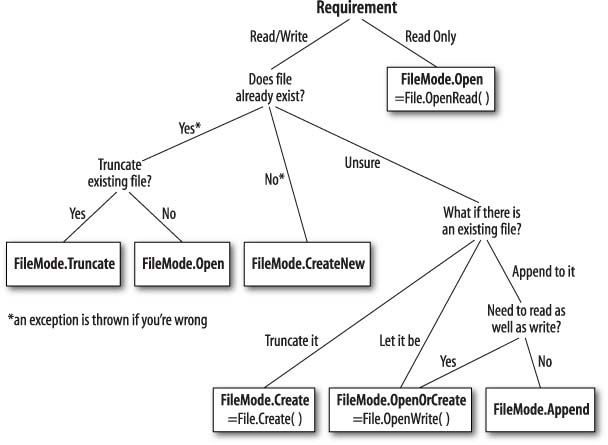 Requirement
Read/Write
Read Only
Does file
already exist?
FileMode.Open
=File.OpenRead( )
Yes*
No*
Unsure
Truncate
existing file?
Yes
No
What if there is
an existing file?
FileMode.Truncate
FileMode.Open
FileMode.CreateNew
Append to it
*an exception is thrown if you're wrong
Need to read as
well as write?
Truncate it
Let it be
Yes
No
FileMode.Create
=File.Create( )
FileMode.OpenOrCreate
=File.OpenWrite( )
FileMode.Append